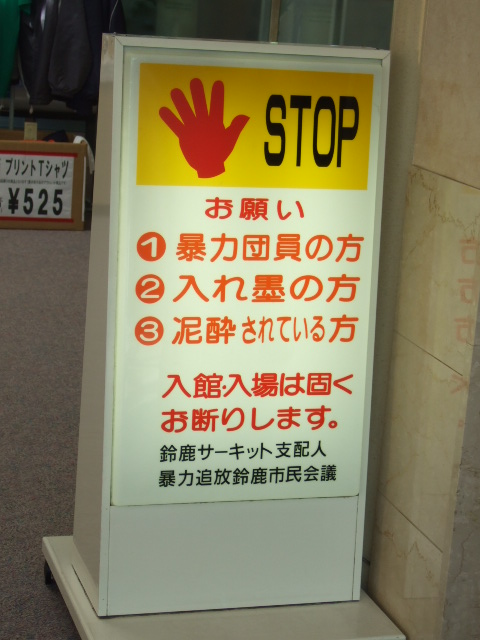 STOP
お願い
①暴力団員の方
②入れ墨の方
③泥酔されている方
入館・入場は固く
お断りします。
鈴鹿サーキット支配人
暴力追放鈴鹿市民会議
プリントTシャツ
¥525